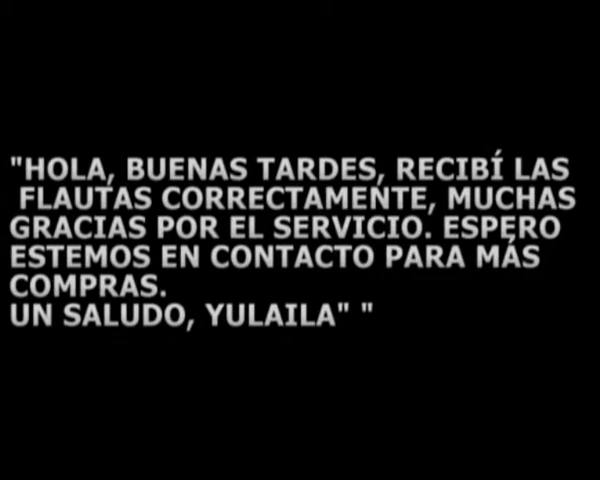 "HOLA, BUENAS TARDES, RECIBÍ LAS
FLAUTAS CORRECTAMENTE, MUCHAS
GRACIAS POR EL SERVICIO. ESPERO
ESTEMOS EN CONTACTO PARA MÁS
COMPRAS.
UN SALUDO, YULAILA" "